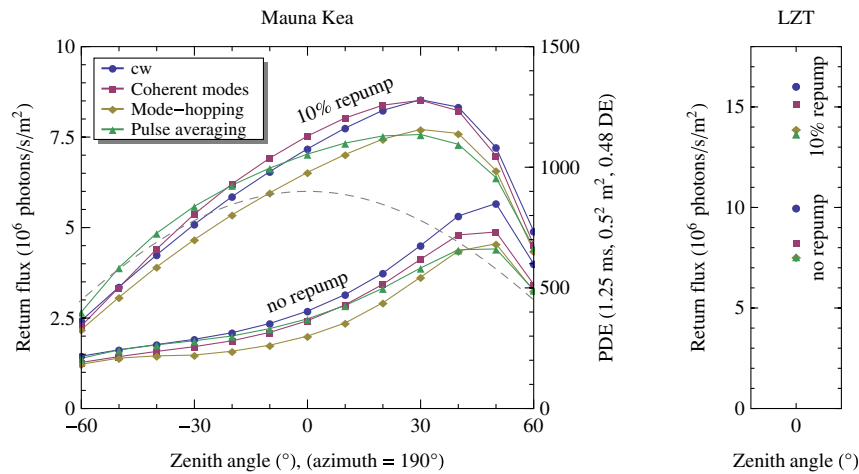 Mauna Kea
LZT
10
7.5
5
2.5
0
Return flux (10⁶ photons/s/m²)
cw
Coherent modes
Mode−hopping
Pulse averaging
10% repump
no repump
1500
1000
500
0
PDE (1.25 ms, 0.5² m², 0.48 DE)
−60
−30
0
30
60
Zenith angle (°), (azimuth = 190°)
15
10
5
0
Return flux (10⁶ photons/s/m²)
10% repump
no repump
0
Zenith angle (°)